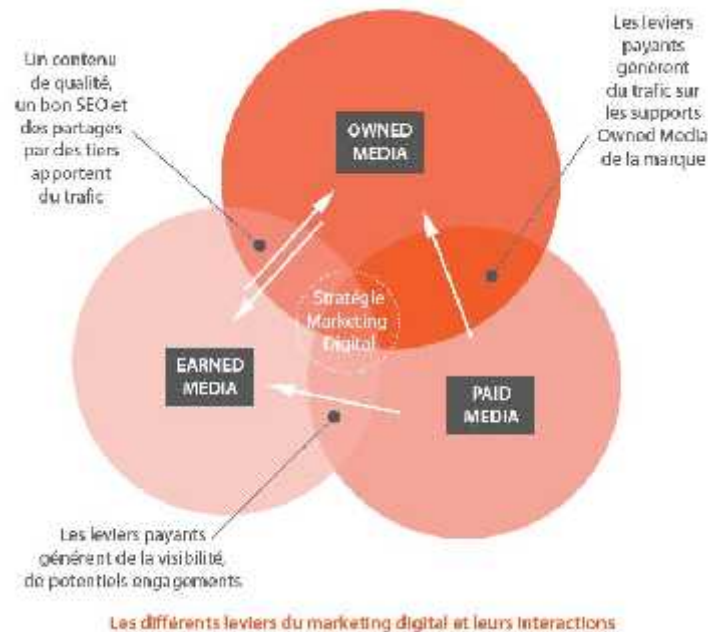 Un contenu
de qualité,
un bon SEO et
des partages
par des tiers
apportent
du trafic
Les leviers
payants
génèrent
du trafic sur
les supports
Owned Media
de la marque
OWNED
MEDIA
Stratégie
Marketing
Digital
EARNED
MEDIA
PAID
MEDIA
Les leviers payants
générent de la visibilité,
de potentiels engagements
Les différents leviers du marketing digital et leurs interactions